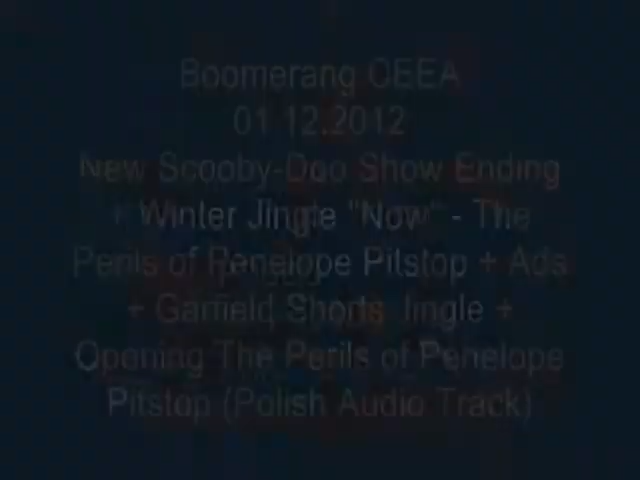 Boomerang CEEA
01.12.2012
New Scooby-Doo Show Ending
+ Winter Jingle "Now" - The
Perils of Penelope Pitstop + Ads
+ Garfield Shorts Jingle +
Opening The Perils of Penelope
Pitstop (Polish Audio Track)